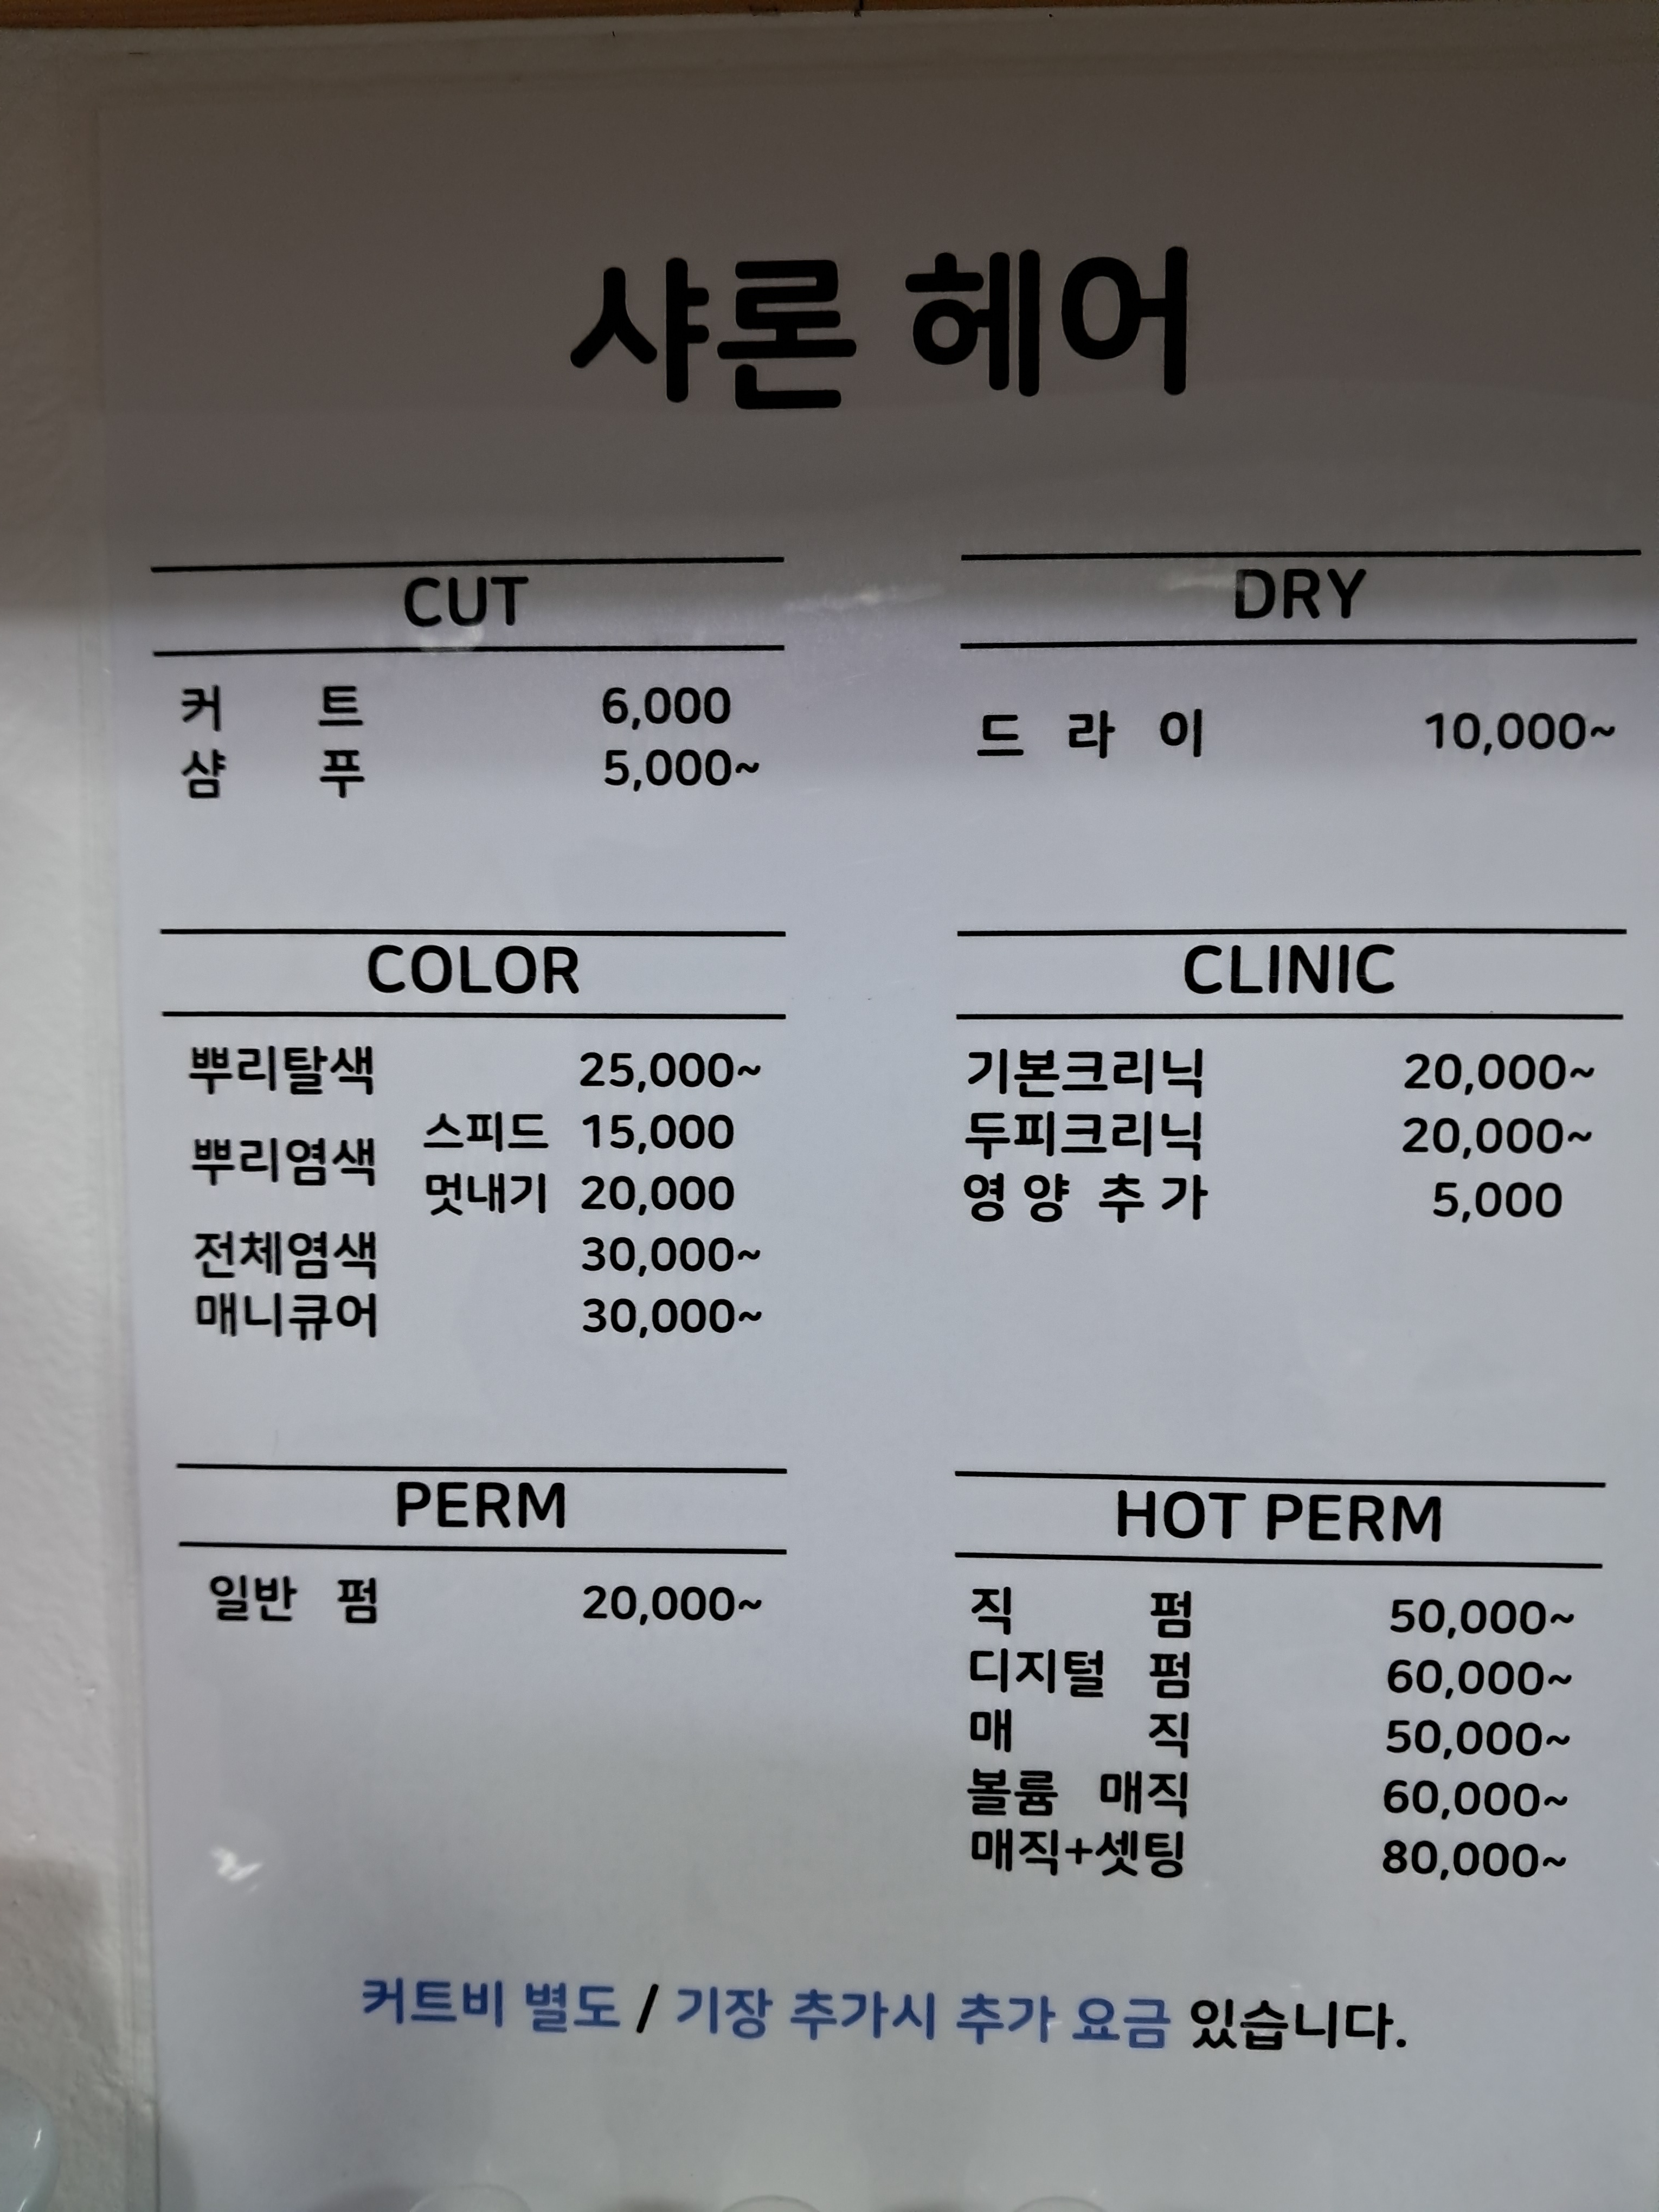 샤론 헤어
CUT
커 트 6,000
샴 푸 5,000~
DRY
드 라 이 10,000~
COLOR
뿌리탈색 25,000~
뿌리염색 스피드 15,000
멋내기 20,000
전체염색 30,000~
매니큐어 30,000~
CLINIC
기본크리닉 20,000~
두피크리닉 20,000~
영양 추가 5,000
PERM
일반 펌 20,000~
HOT PERM
직 펌 50,000~
디지털 펌 60,000~
매 직 50,000~
볼륨 매직 60,000~
매직+셋팅 80,000~
커트비 별도 / 기장 추가시 추가 요금 있습니다.